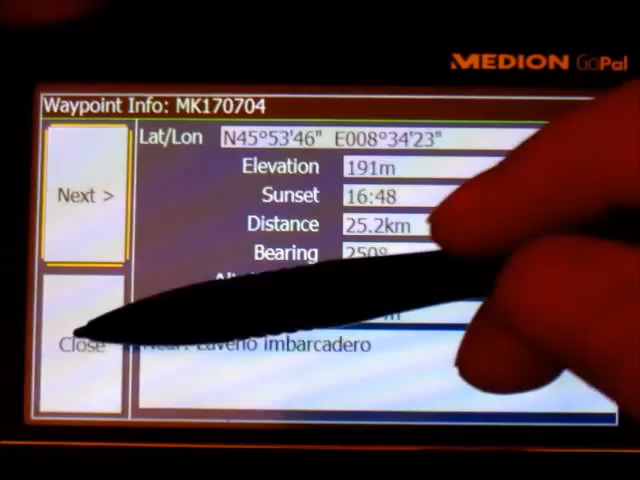 MEDION GoPal
Waypoint Info: MK170704
Lat/Lon N45°53'46" E008°34'23"
Next >
Elevation 191m
Sunset 16:48
Distance 25.2km
Bearing 250°
Close
Near: Laveno imbarcadero